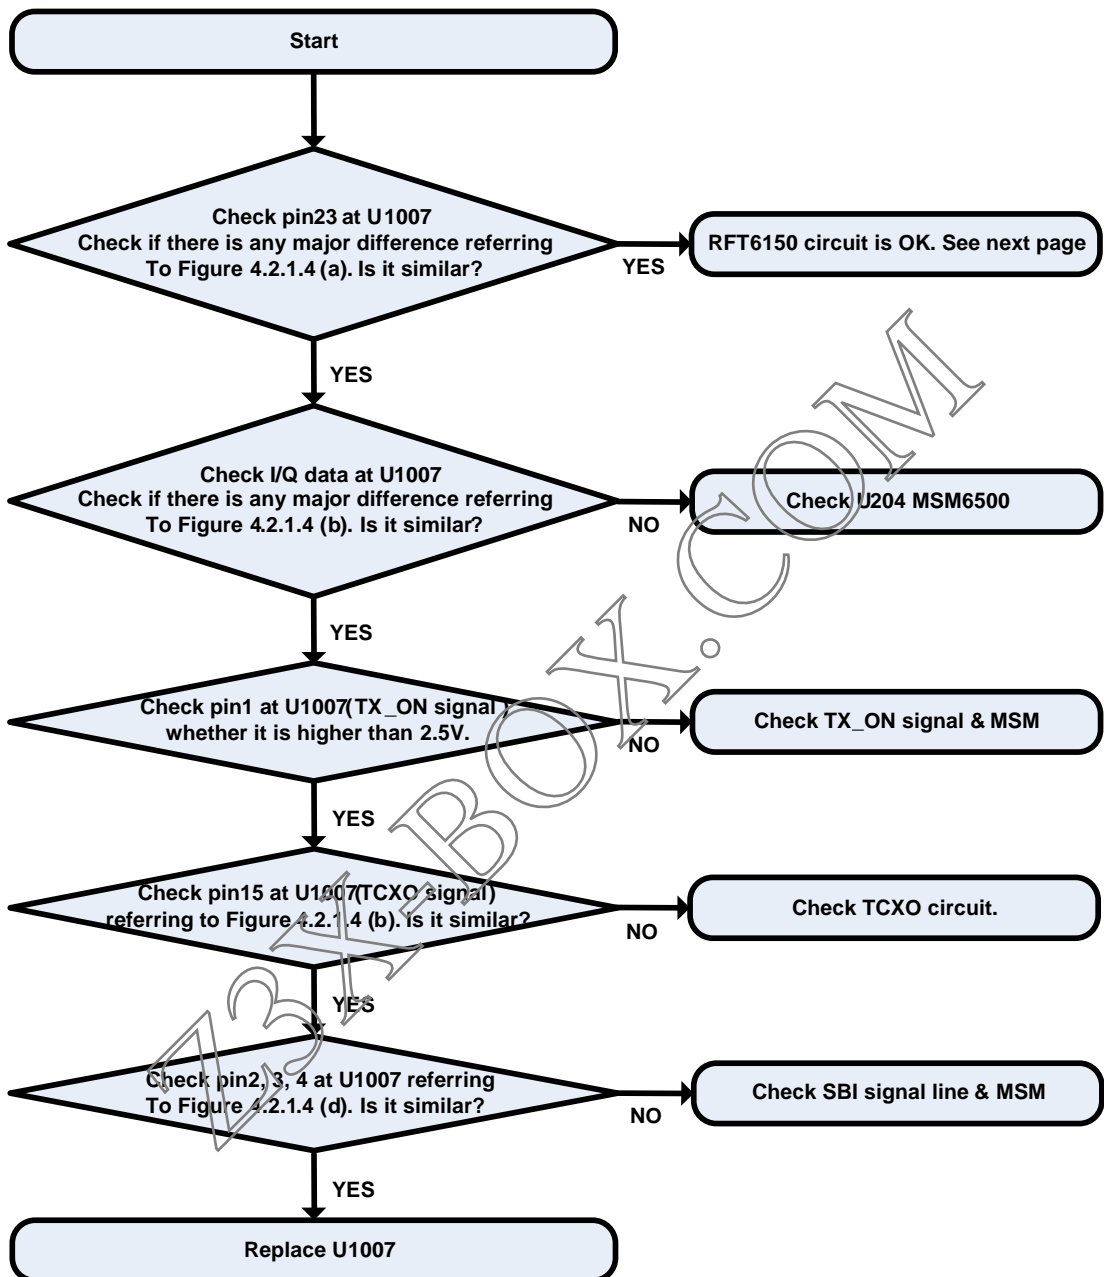 Start
Check pin23 at U1007
Check if there is any major difference referring
To Figure 4.2.1.4 (a). Is it similar?
YES
RFT6150 circuit is OK. See next page
YES
Check I/Q data at U1007
Check if there is any major difference referring
To Figure 4.2.1.4 (b). Is it similar?
NO
Check U204 MSM6500
YES
Check pin1 at U1007(TX_ON signal)
whether it is higher than 2.5V.
NO
Check TX_ON signal & MSM
YES
Check pin15 at U1007(TCXO signal)
referring to Figure 4.2.1.4 (b). Is it similar?
NO
Check TCXO circuit.
YES
Check pin2, 3, 4 at U1007 referring
To Figure 4.2.1.4 (d). Is it similar?
NO
Check SBI signal line & MSM
YES
Replace U1007
Z3X-BOX.COM